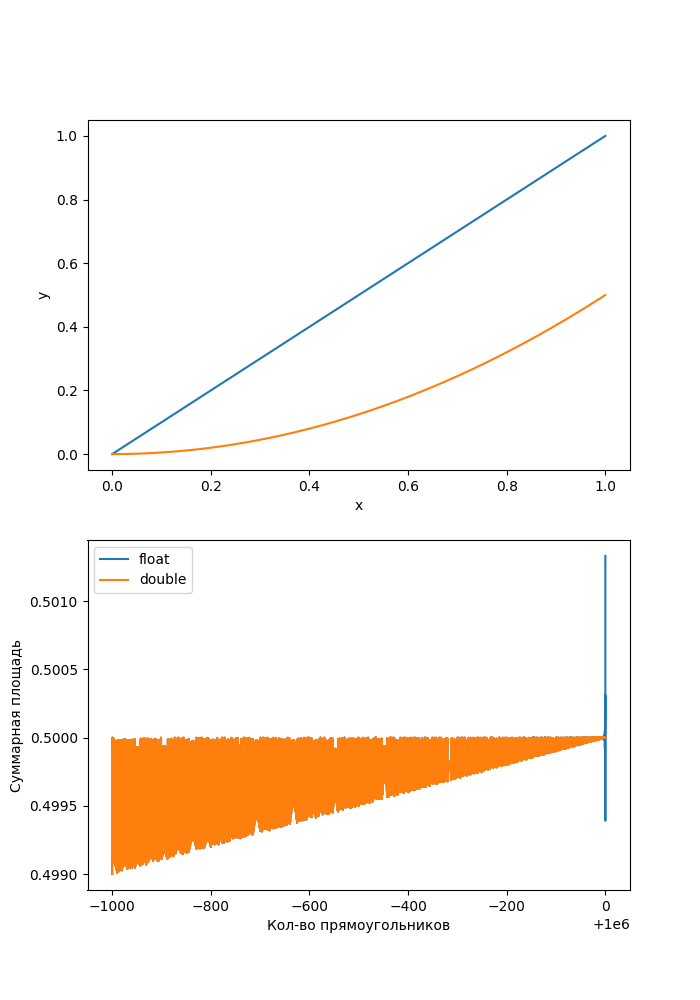 1.0
0.8
0.6
0.4
0.2
0.0
y
0.0 0.2 0.4 0.6 0.8 1.0
x
float
double
0.5010
0.5005
0.5000
0.4995
0.4990
Суммарная площадь
−1000 −800 −600 −400 −200 0
+1e6
Кол-во прямоугольников